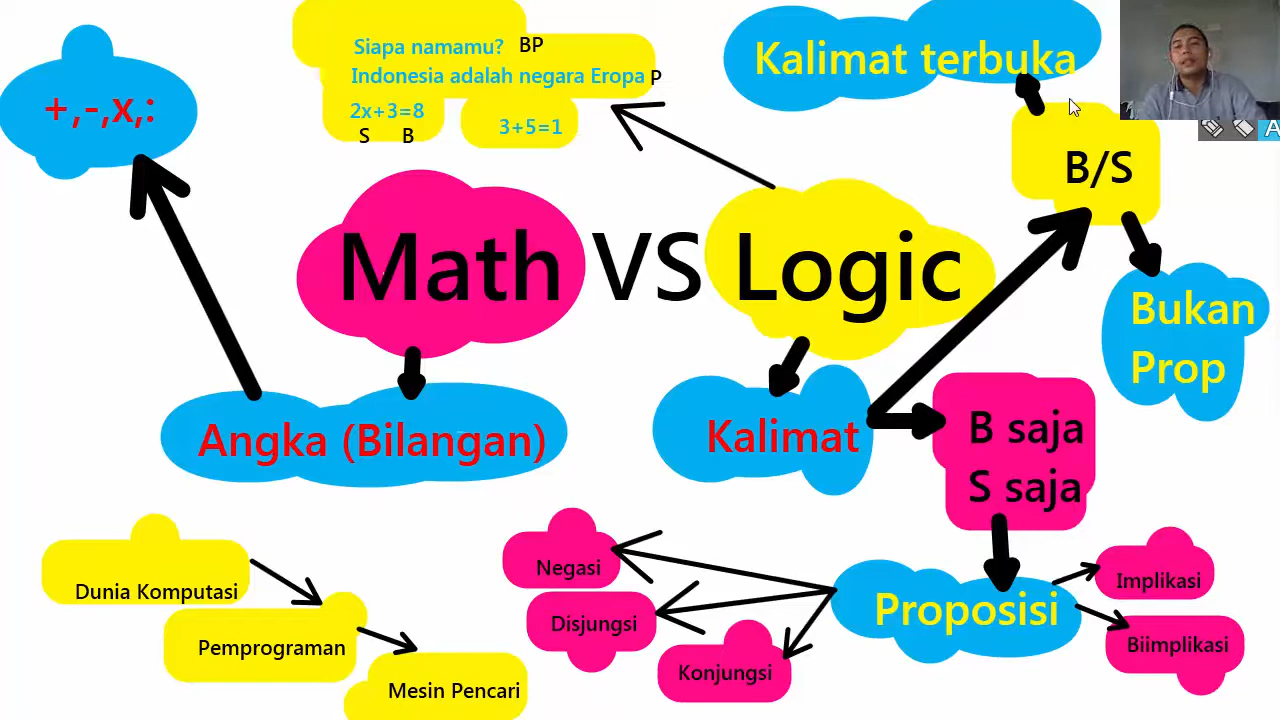 Siapa namamu? BP
Indonesia adalah negara Eropa P
2x+3=8
S B
3+5=1
Kalimat terbuka
+,-,x,:
B/S
A
Math VS Logic
Bukan
Prop
Angka (Bilangan)
Kalimat
B saja
S saja
Negasi
Disjungsi
Konjungsi
Proposisi
Implikasi
Biimplikasi
Dunia Komputasi
Pemprograman
Mesin Pencari